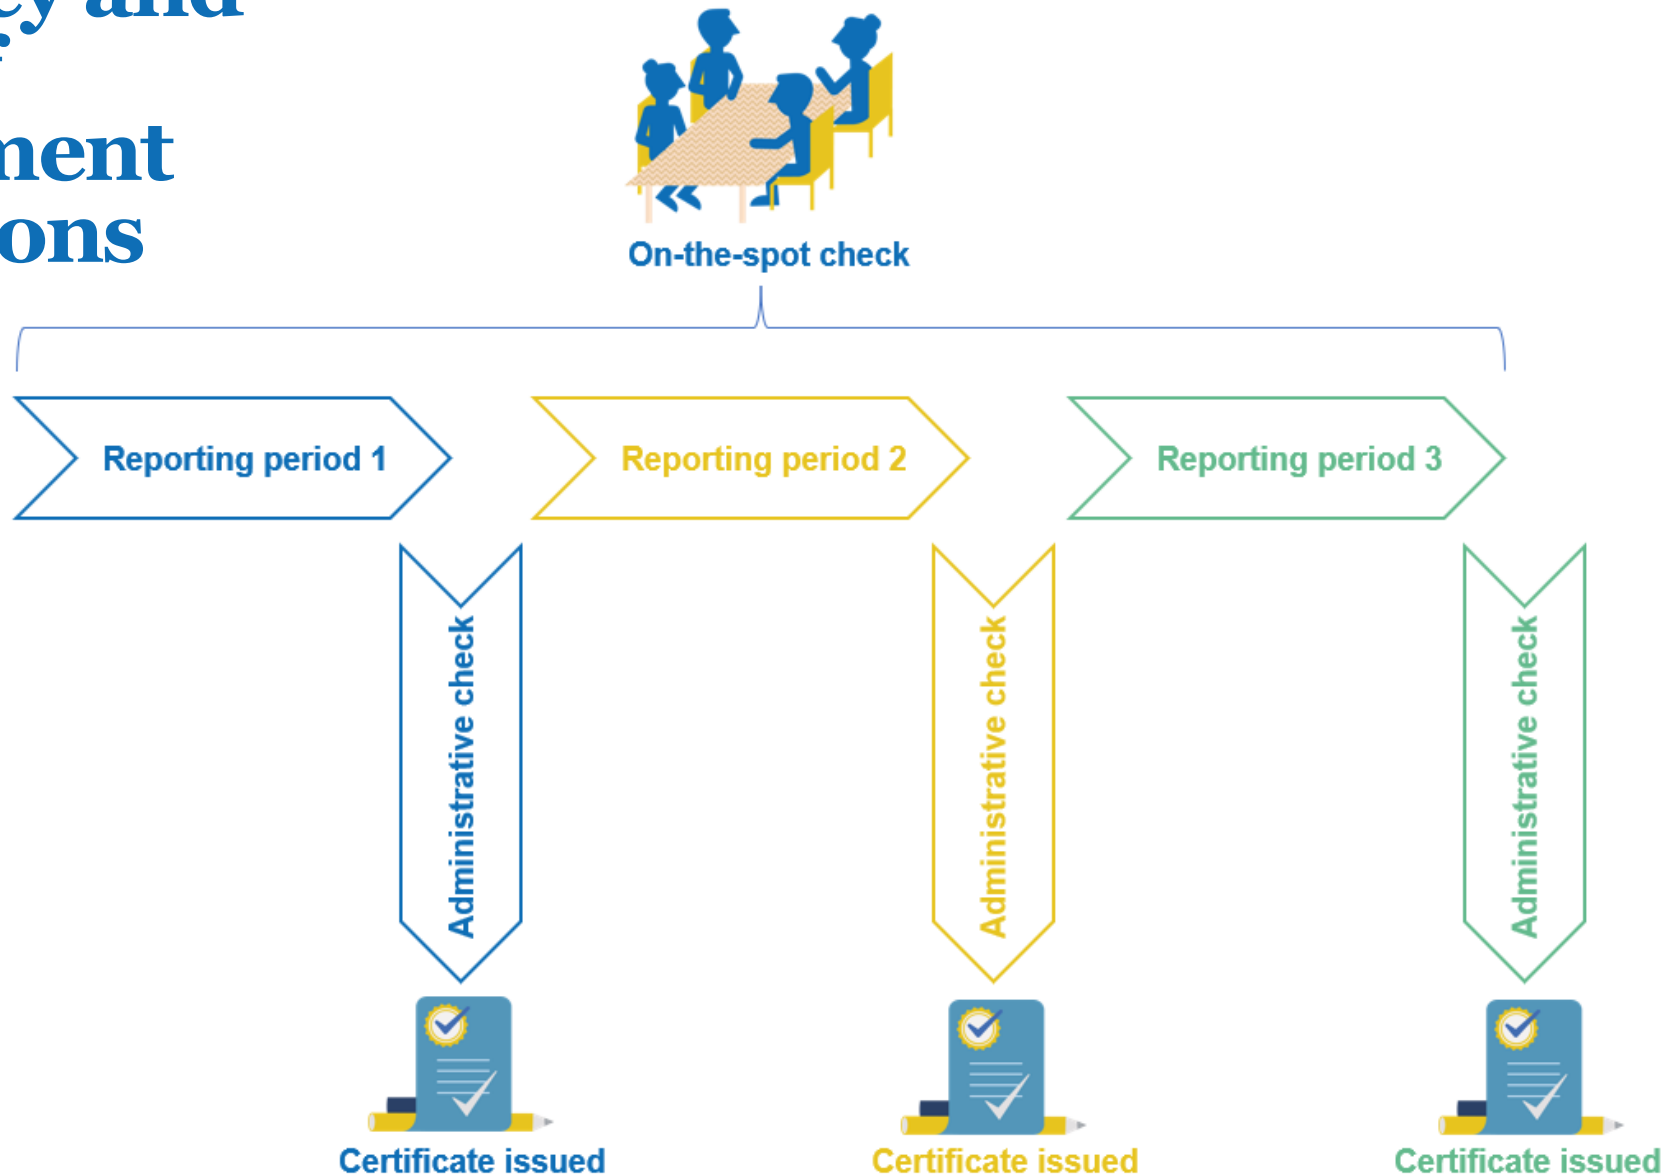 and
ment
ons
On-the-spot check
Reporting period 1
Reporting period 2
Reporting period 3
Administrative check
Administrative check
Administrative check
Certificate issued
Certificate issued
Certificate issued